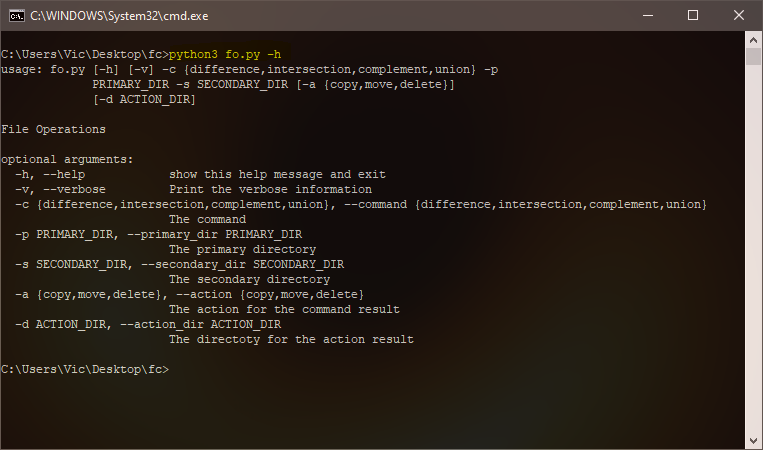 C:\WINDOWS\System32\cmd.exe
C:\Users\Vic\Desktop\fc>python3 fo.py -h
usage: fo.py [-h] [-v] -c {difference,intersection,complement,union} -p
PRIMARY_DIR -s SECONDARY_DIR [-a {copy,move,delete}]
[-d ACTION_DIR]
File Operations
optional arguments:
-h, --help show this help message and exit
-v, --verbose Print the verbose information
-c {difference,intersection,complement,union}, --command {difference,intersection,complement,union}
The command
-p PRIMARY_DIR, --primary_dir PRIMARY_DIR
The primary directory
-s SECONDARY_DIR, --secondary_dir SECONDARY_DIR
The secondary directory
-a {copy,move,delete}, --action {copy,move,delete}
The action for the command result
-d ACTION_DIR, --action_dir ACTION_DIR
The directoty for the action result
C:\Users\Vic\Desktop\fc>